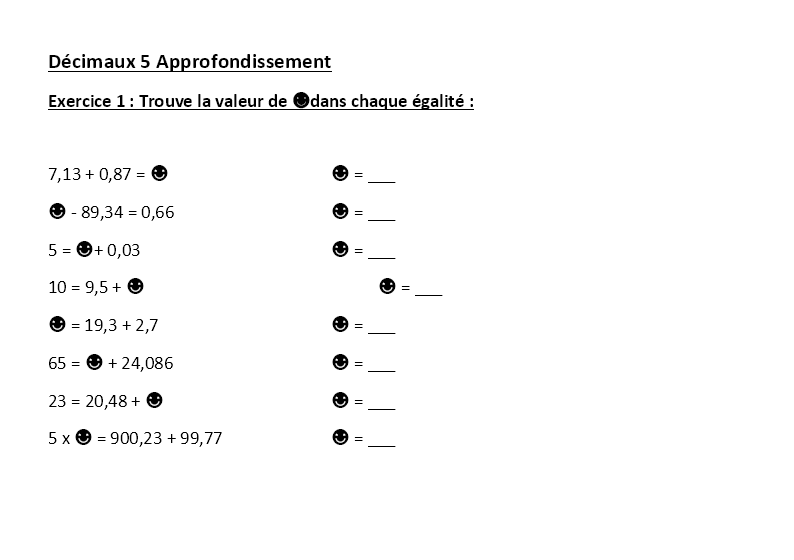 Décimaux 5 Approfondissement
Exercice 1 : Trouve la valeur de ☻dans chaque égalité :
7,13 + 0,87 = ☻ ☻ = ___
☻ - 89,34 = 0,66 ☻ = ___
5 = ☻+ 0,03 ☻ = ___
10 = 9,5 + ☻ ☻ = ___
☻ = 19,3 + 2,7 ☻ = ___
65 = ☻ + 24,086 ☻ = ___
23 = 20,48 + ☻ ☻ = ___
5 x ☻ = 900,23 + 99,77 ☻ = ___